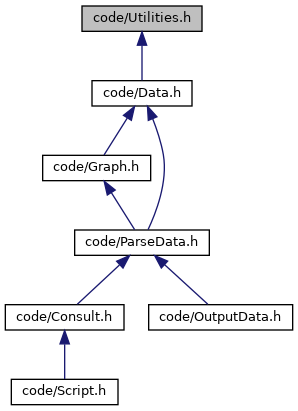 code/Utilities.h
code/Data.h
code/Graph.h
code/ParseData.h
code/Consult.h
code/OutputData.h
code/Script.h